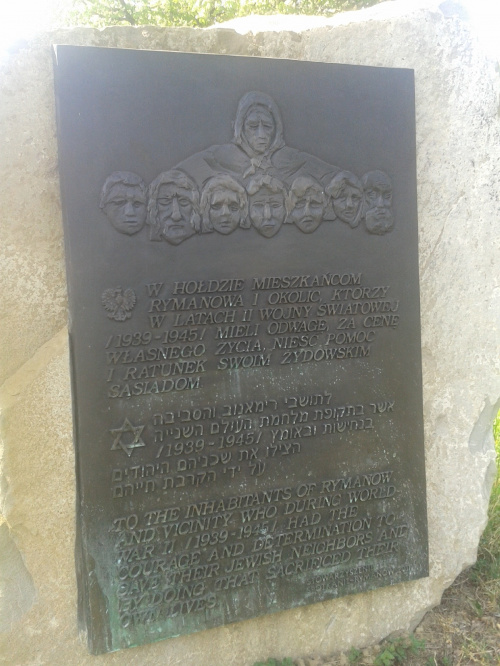 W HOŁDZIE MIESZKAŃCOM
RYMANOWA I OKOLIC, KTÓRZY
W LATACH II WOJNY ŚWIATOWEJ
/1939-1945/ MIELI ODWAGĘ, ZA CENĘ
WŁASNEGO ŻYCIA, NIEŚĆ POMOC
I RATUNEK SWOIM ŻYDOWSKIM
SĄSIADOM
לתושבי רימאנוב והסביבה
אשר בתקופת מלחמת העולם השנייה
/1939-1945/ בנחישות ובאומץ
הצילו את שכניהם היהודים
על ידי הקרבת חייהם
TO THE INHABITANTS OF RYMANOW
AND VICINITY WHO DURING WORLD
WAR II /1939-1945/ HAD THE
COURAGE AND DETERMINATION TO
SAVE THEIR JEWISH NEIGHBORS AND
BY DOING THAT SACRIFICED THEIR
OWN LIVES